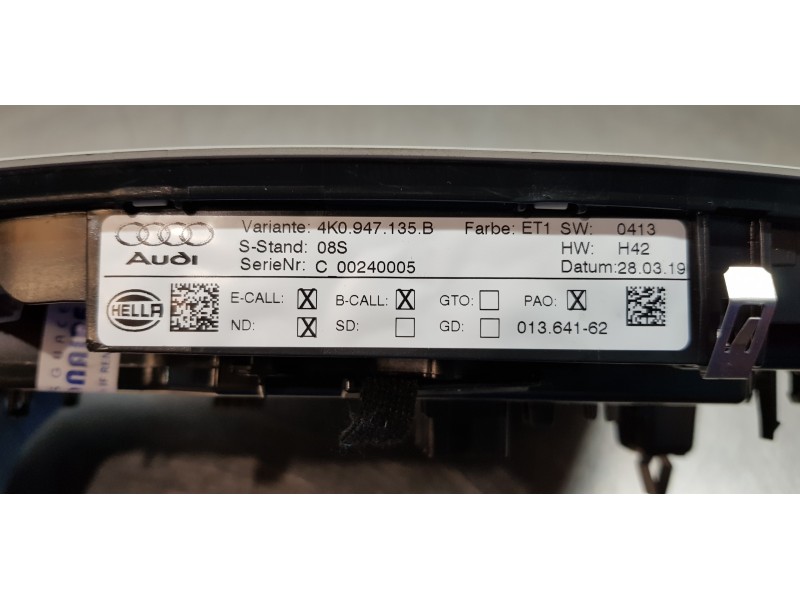 Variante: 4K0.947.135.B Farbe: ET1 SW: 0413
S-Stand: 08S HW: H42
Audi SerieNr: C_00240005 Datum: 28.03.19
HELLA E-CALL: X B-CALL: X GTO: PAO: X
ND: X SD: GD: 013.641-62